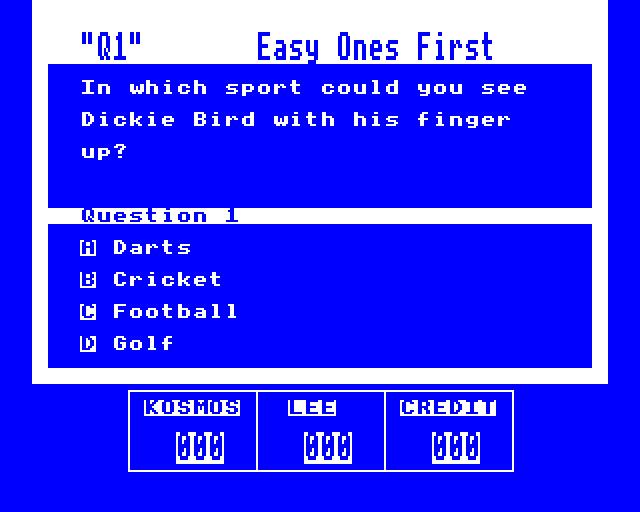 "Q1" Easy Ones First
In which sport could you see
Dickie Bird with his finger
up?
Question 1
A Darts
B Cricket
C Football
D Golf
KOSMOS LEE CREDIT
000 000 000